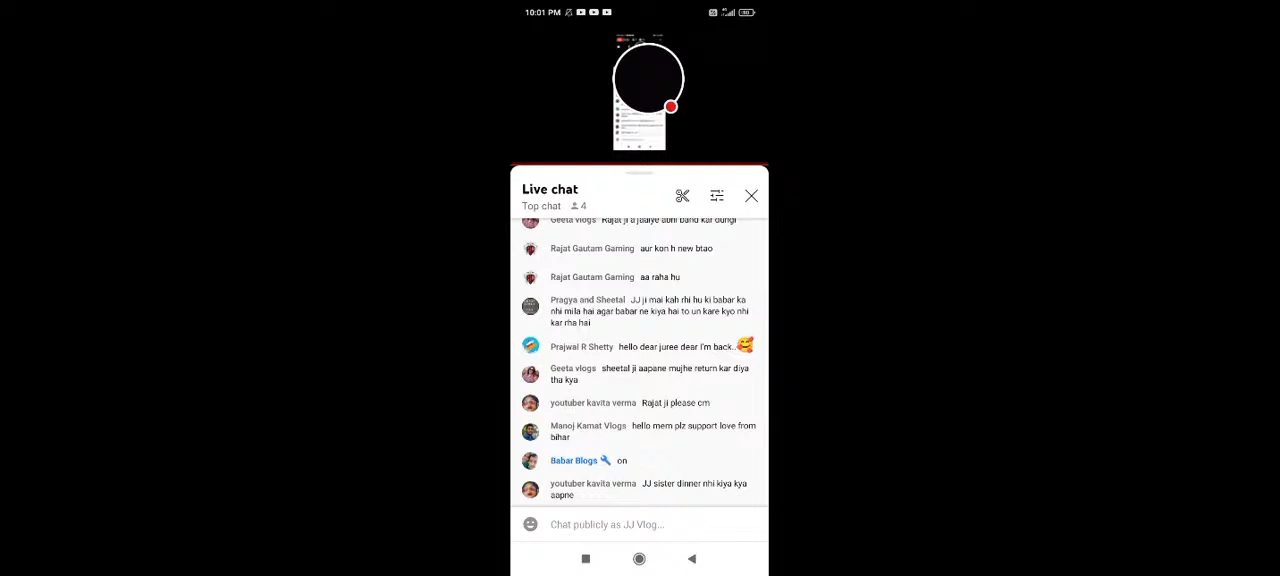 10:01 PM
Live chat
Top chat 4
Geeta vlogs Rajat ji a jaaiye abhi band kar dungi
Rajat Gautam Gaming aur kon h new btao
Rajat Gautam Gaming aa raha hu
Pragya and Sheetal JJ ji mai kah rhi hu ki babar ka
nhi mila hai agar babar ne kiya hai to un kare kyo nhi
kar rha hai
Prajwal R Shetty hello dear juree dear I'm back..🥰
Geeta vlogs sheetal ji aapane mujhe return kar diya
tha kya
youtuber kavita verma Rajat ji please cm
Manoj Kamat Vlogs hello mem plz support love from
bihar
Babar Blogs on
youtuber kavita verma JJ sister dinner nhi kiya kya
aapne
Chat publicly as JJ Vlog...